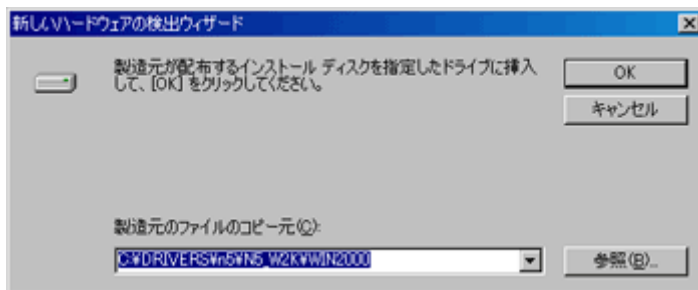 新しいハードウェアの検出ウィザード
製造元が配布するインストール ディスクを指定したドライブに挿入
して、[OK] をクリックしてください。
OK
キャンセル
製造元のファイルのコピー元(C):
C:¥DRIVERS¥n5¥N5_W2K¥WIN2000
参照(B)...